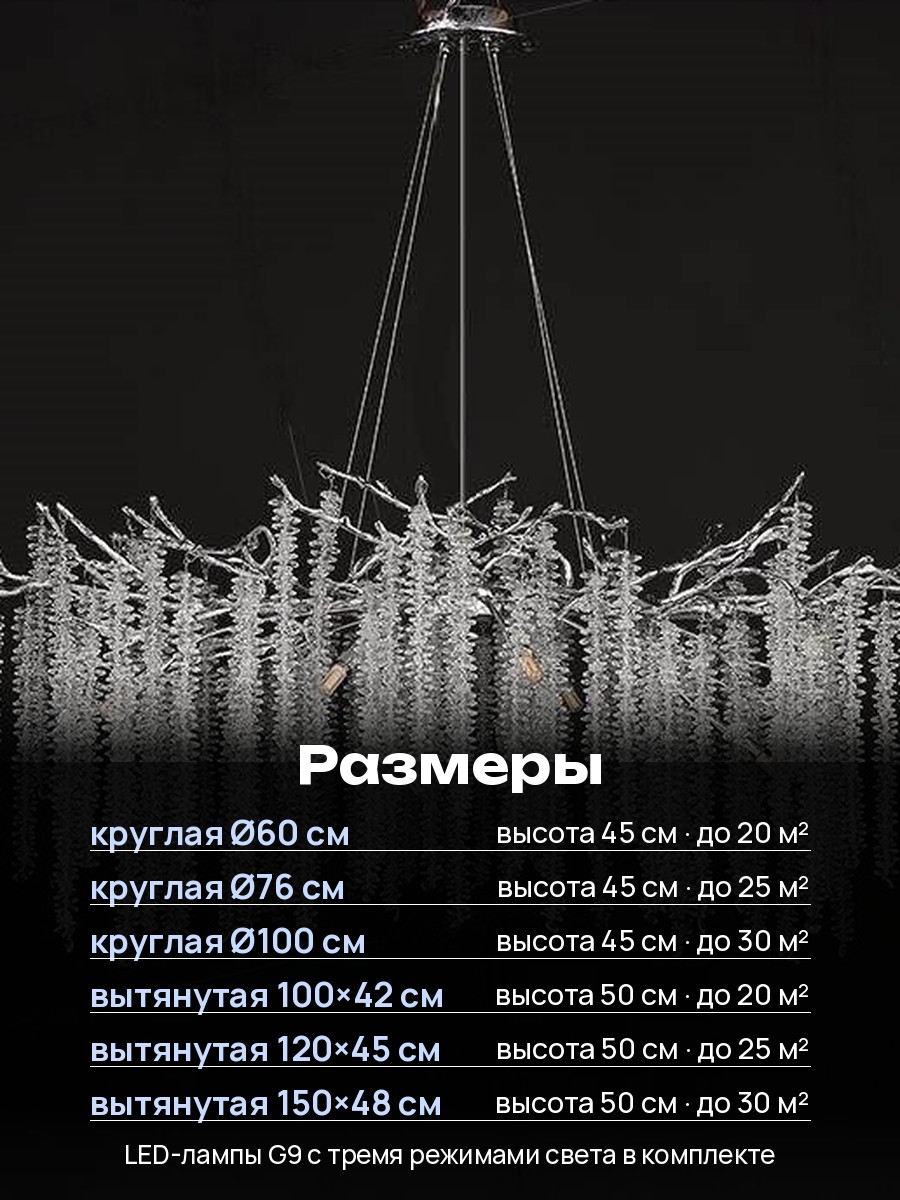 Размеры
круглая Ø60 см высота 45 см · до 20 м²
круглая Ø76 см высота 45 см · до 25 м²
круглая Ø100 см высота 45 см · до 30 м²
вытянутая 100×42 см высота 50 см · до 20 м²
вытянутая 120×45 см высота 50 см · до 25 м²
вытянутая 150×48 см высота 50 см · до 30 м²
LED-лампы G9 с тремя режимами света в комплекте